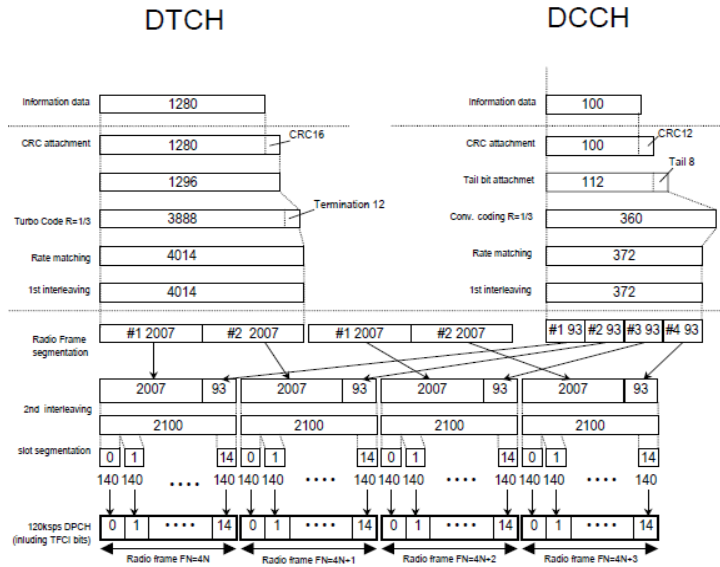 DTCH DCCH
Information data 1280 Information data 100
CRC16 CRC12
CRC attachment 1280 CRC attachment 100
Tail 8
1296 Tail bit attachmet 112
Termination 12
Turbo Code R=1/3 3888 Conv. coding R=1/3 360
Rate matching 4014 Rate matching 372
1st interleaving 4014 1st interleaving 372
Radio Frame
segmentation
#1 2007 #2 2007 #1 2007 #2 2007 #1 93 #2 93 #3 93 #4 93
2007 93 2007 93 2007 93 2007 93
2nd interleaving
2100 2100 2100 2100
slot segmentation
0 1 14 0 1 14 0 1 14 0 1 14
140 140 •••• 140 140 140 •••• 140 140 140 •••• 140 140 140 •••• 140
120ksps DPCH
(inluding TFCI bits)
0 1 •••• 14 0 1 •••• 14 0 1 •••• 14 0 1 •••• 14
Radio frame FN=4N Radio frame FN=4N+1 Radio frame FN=4N+2 Radio frame FN=4N+3